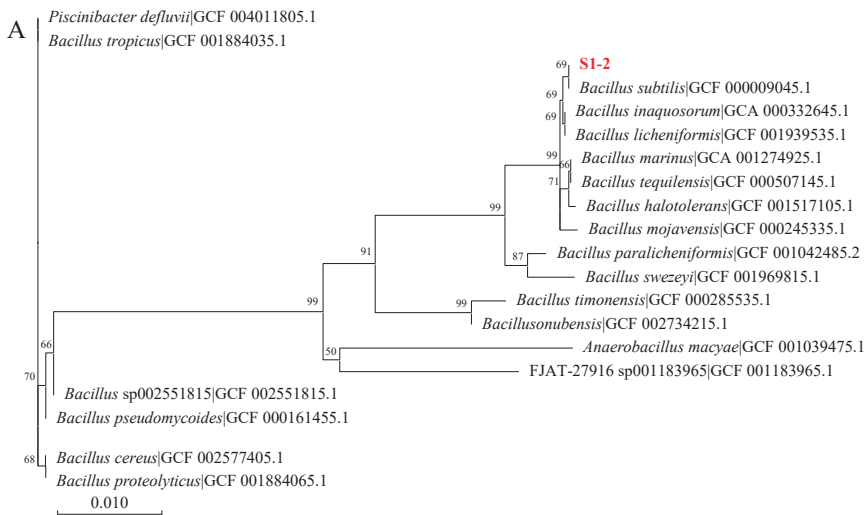 A
Piscinibacter defluvii|GCF 004011805.1
Bacillus tropicus|GCF 001884035.1
69
S1-2
Bacillus subtilis|GCF 000009045.1
69
Bacillus inaquosorum|GCA 000332645.1
69
Bacillus licheniformis|GCF 001939535.1
99
Bacillus marinus|GCA 001274925.1
66
71
Bacillus tequilensis|GCF 000507145.1
Bacillus halotolerans|GCF 001517105.1
99
Bacillus mojavensis|GCF 000245335.1
91
87
Bacillus paralicheniformis|GCF 001042485.2
Bacillus swezeyi|GCF 001969815.1
99
99
Bacillus timonensis|GCF 000285535.1
Bacillusonubensis|GCF 002734215.1
66
50
Anaerobacillus macyae|GCF 001039475.1
FJAT-27916 sp001183965|GCF 001183965.1
70
Bacillus sp002551815|GCF 002551815.1
Bacillus pseudomycoides|GCF 000161455.1
68
Bacillus cereus|GCF 002577405.1
Bacillus proteolyticus|GCF 001884065.1
0.010